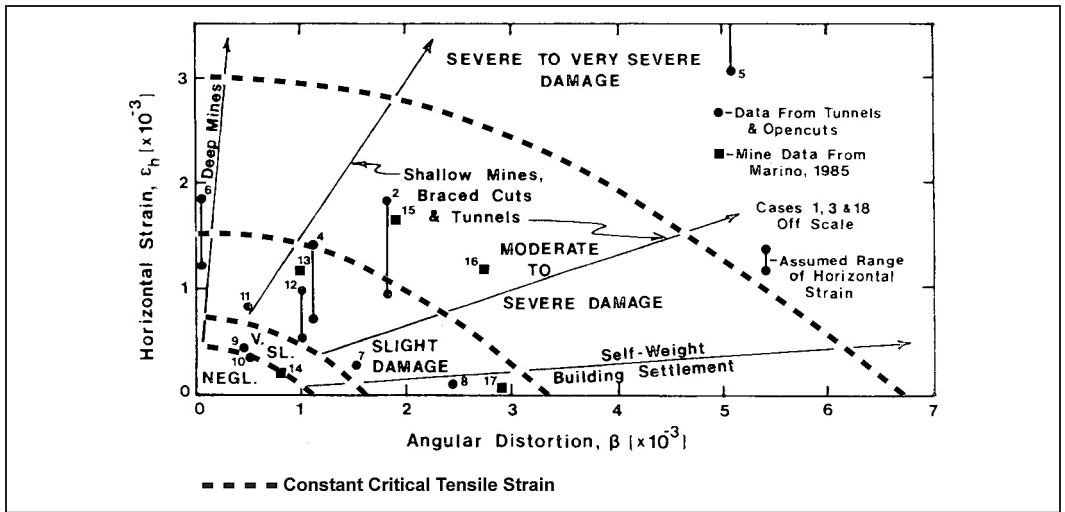 SEVERE TO VERY SEVERE
DAMAGE
5
3
2
1
0
Horizontal Strain, εh [x10-3]
Deep Mines
6
-Data From Tunnels
& Opencuts
-Mine Data From
Marino, 1985
Shallow Mines,
Braced Cuts
& Tunnels
2
15
Cases 1, 3 & 18
Off Scale
4
MODERATE
TO
16
13
12
-Assumed Range
of Horizontal
Strain
11
SEVERE DAMAGE
V.
SL.
9
10
SLIGHT
DAMAGE
7
Self-Weight
Building Settlement
NEGL.
14
8
17
0
1
2
3
4
5
6
7
Angular Distortion, β [x10-3]
Constant Critical Tensile Strain